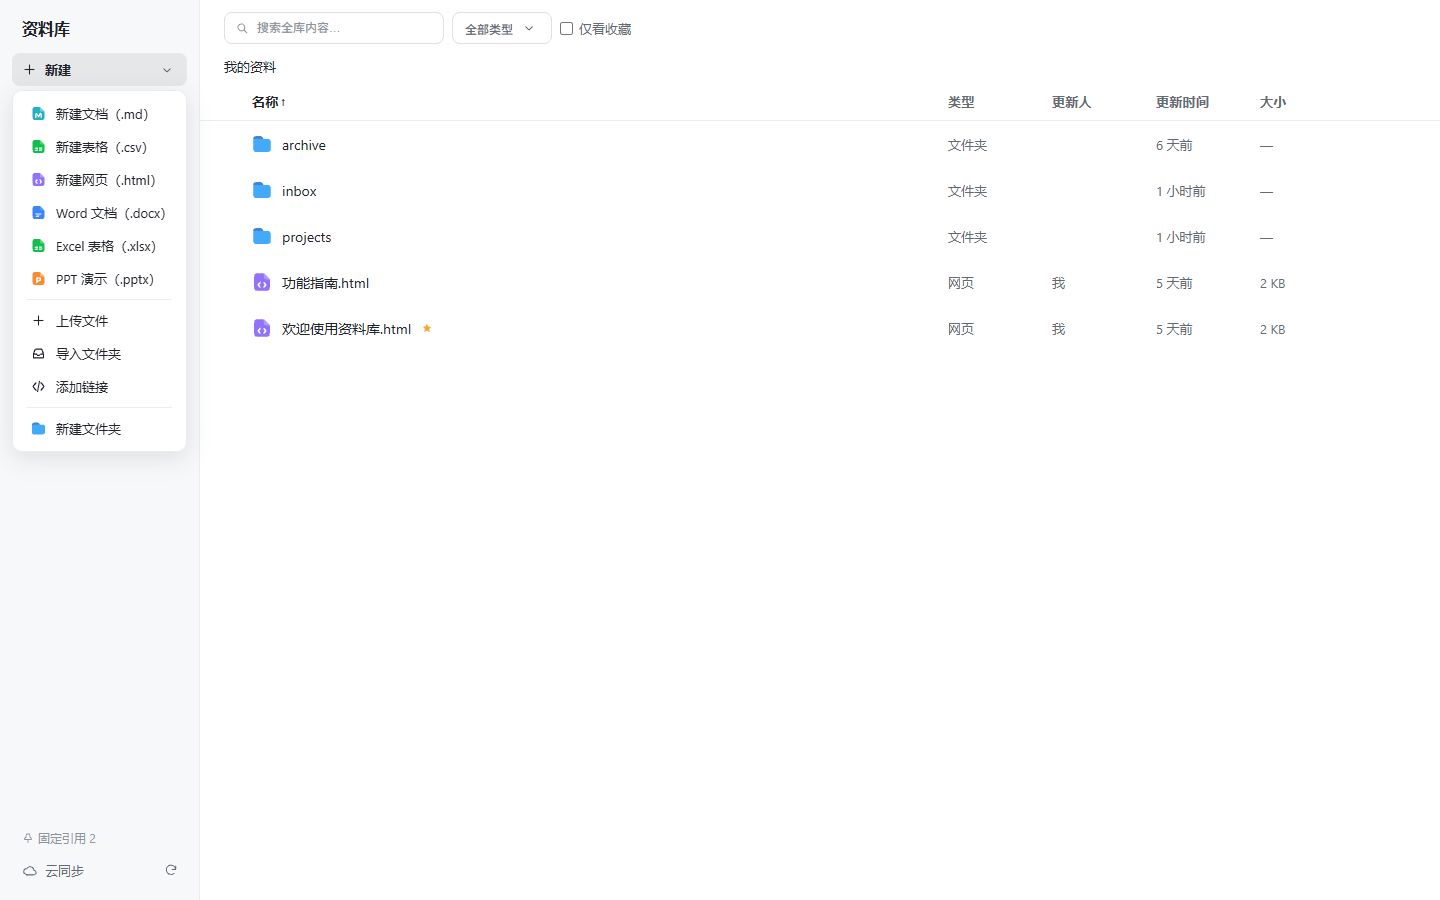 资料库
新建
新建文档 (.md)
新建表格 (.csv)
新建网页 (.html)
Word 文档 (.docx)
Excel 表格 (.xlsx)
PPT 演示 (.pptx)
上传文件
导入文件夹
添加链接
新建文件夹
固定引用 2
云同步
搜索全库内容...
全部类型
仅看收藏
我的资料
名称↑ 类型 更新人 更新时间 大小
archive 文件夹 6 天前 —
inbox 文件夹 1 小时前 —
projects 文件夹 1 小时前 —
功能指南.html 网页 我 5 天前 2 KB
欢迎使用资料库.html 网页 我 5 天前 2 KB